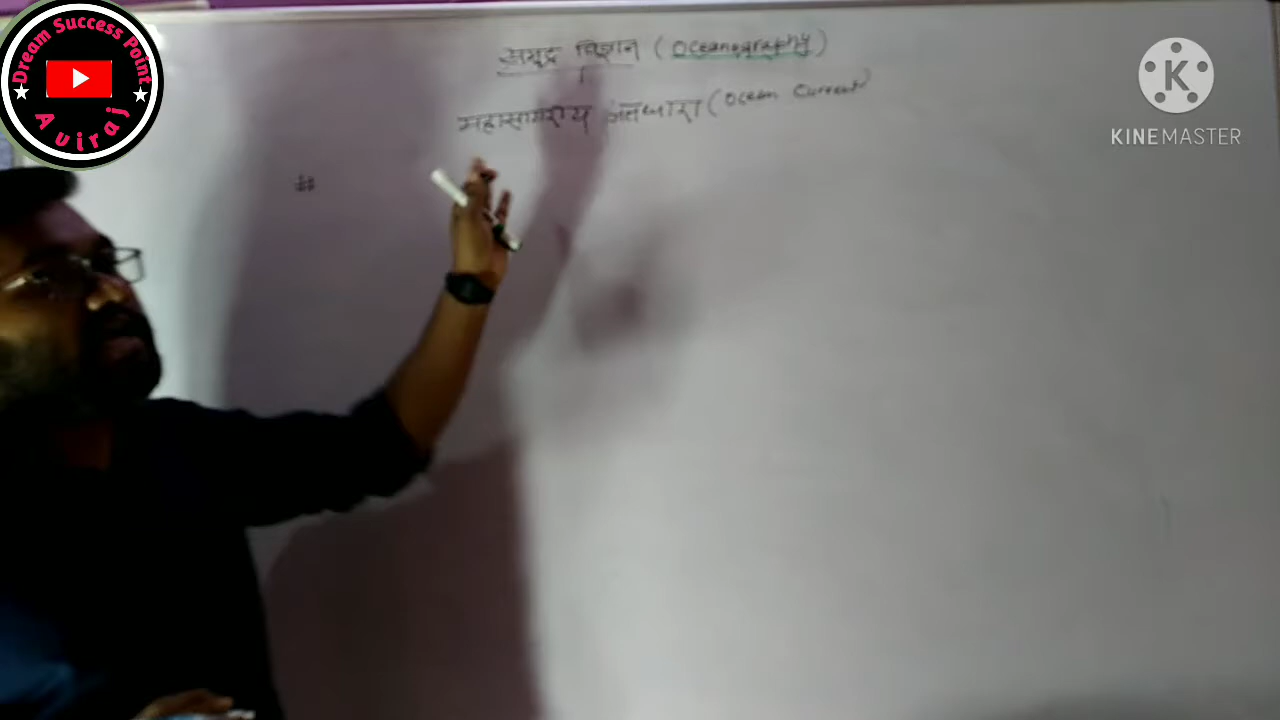 Dream Success Point
Auiraj
समुद्र विज्ञान (Oceanography)
महासागरीय जलधारा (Ocean Current)
##
KINEMASTER